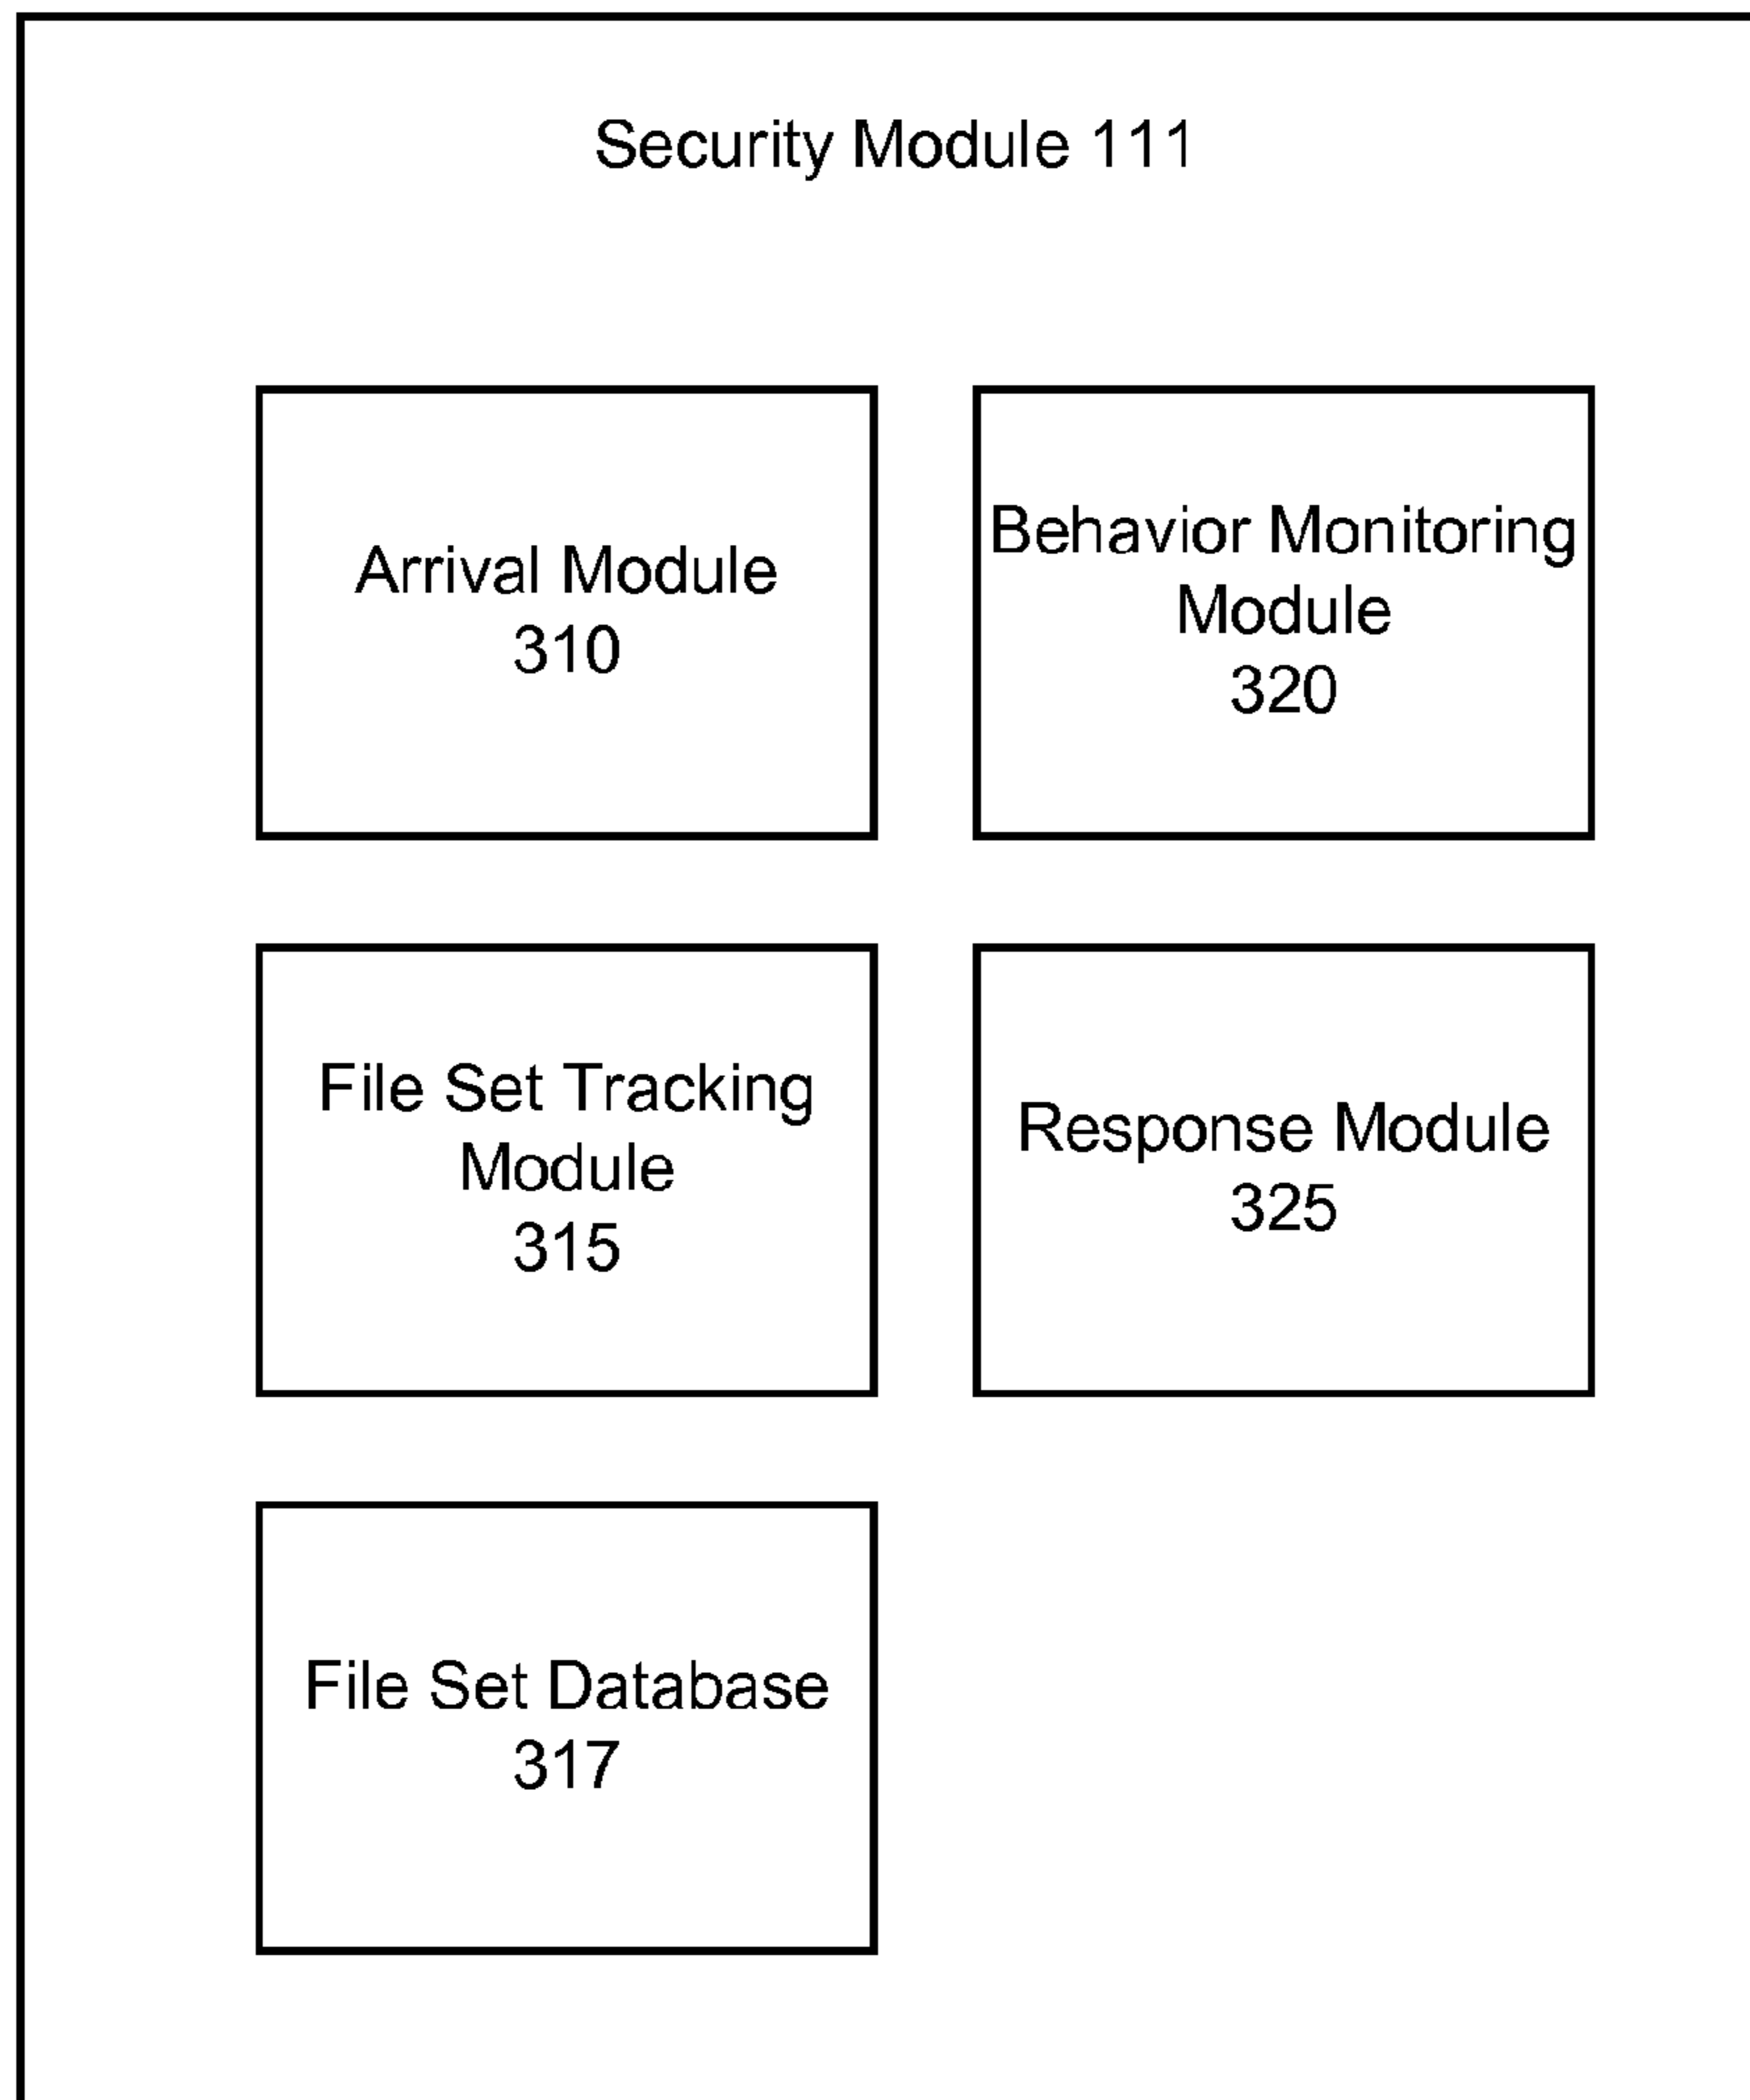 Security Module 111
Arrival Module
310
Behavior Monitoring
Module
320
File Set Tracking
Module
315
Response Module
325
File Set Database
317